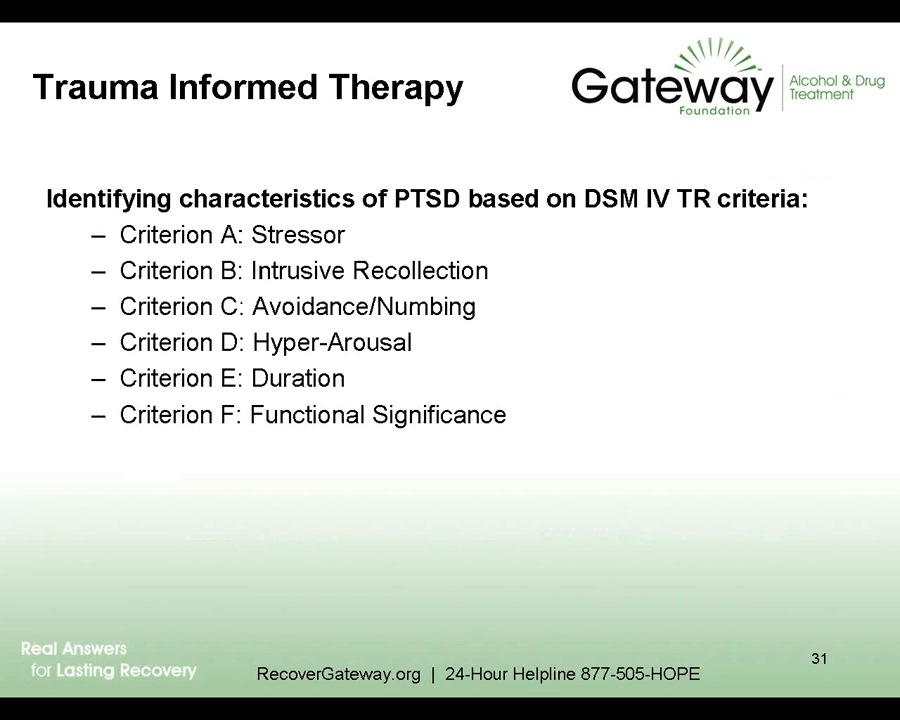 Trauma Informed Therapy
Gateway
Foundation
Alcohol & Drug
Treatment
Identifying characteristics of PTSD based on DSM IV TR criteria:
– Criterion A: Stressor
– Criterion B: Intrusive Recollection
– Criterion C: Avoidance/Numbing
– Criterion D: Hyper-Arousal
– Criterion E: Duration
– Criterion F: Functional Significance
Real Answers
for Lasting Recovery
RecoverGateway.org | 24-Hour Helpline 877-505-HOPE
31